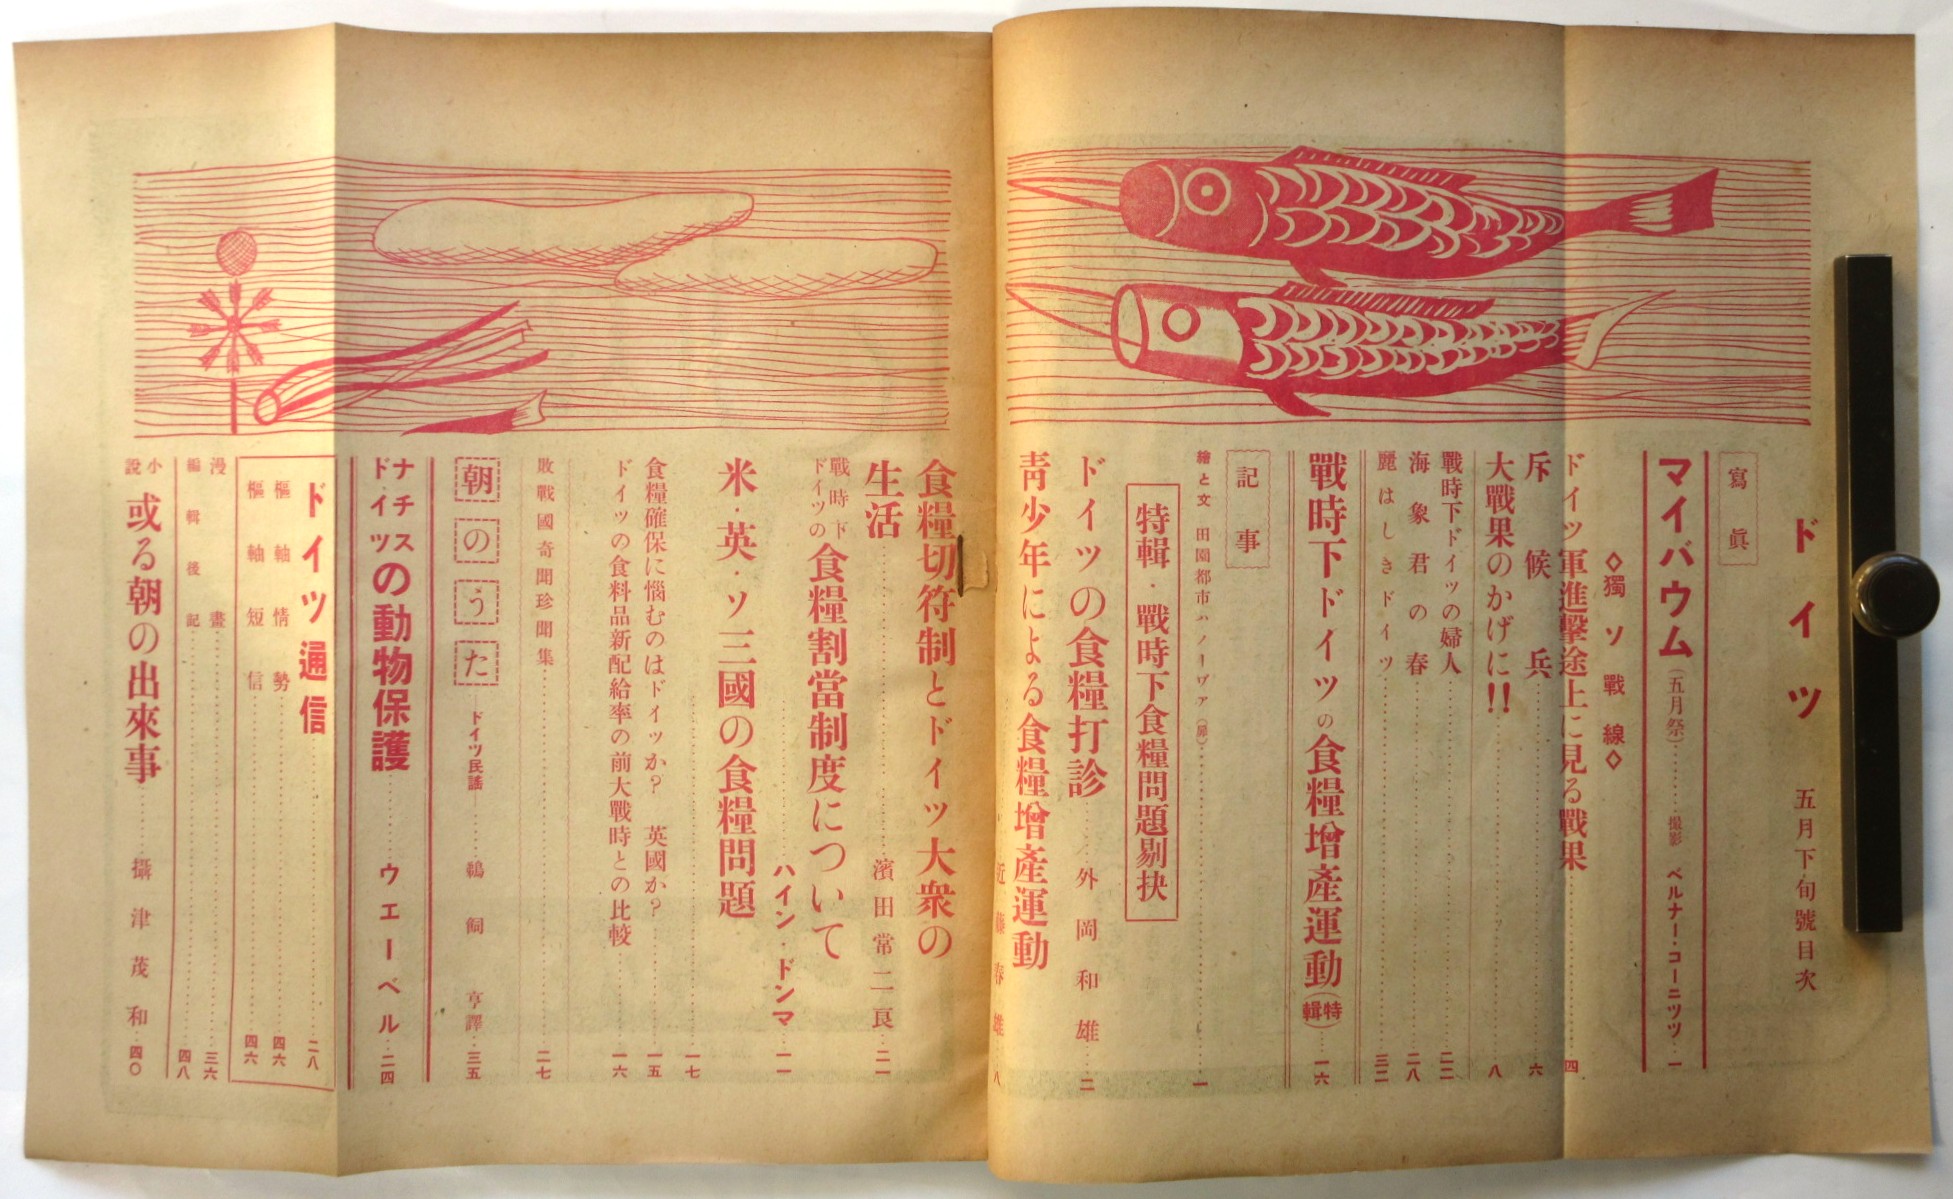 ドイツ 五月下旬號目次
寫眞
マイバウム(五月祭)……撮影 ベルナー・コーニツツ…一
◇獨ソ戰線◇
ドイツ軍進擊途上に見る戰果……四
斥候兵……六
大戰果のかげに!!……八
戰時下ドイツの婦人……二二
海象君の春……二八
麗はしきドイツ……三二
戰時下ドイツの食糧增產運動(特輯)…一六
記事
繪と文 田園都市ハノーヴァ(扉)……一
特輯・戰時下食糧問題剔抉
ドイツの食糧打診……外岡和雄…二
靑少年による食糧增產運動
近藤春雄…八
食糧切符制とドイツ大衆の
生活……濱田常二良…二一
戰時下ドイツの食糧割當制度について
ハイン・ドンマ…一一
米・英・ソ三國の食糧問題
……一七
食糧確保に惱むのはドイツか? 英國か?……一五
ドイツの食料品新配給率の前大戰時との比較……一六
敗戰國奇聞珍聞集……二七
朝のうた ドイツ民謠……鵜飼 亨譯…三五
ナチスドイツの動物保護……ウエーベル…二四
ドイツ通信……二八
樞軸情勢……四六
樞軸短信……四六
漫畫……三六
編輯後記……四八
小說 或る朝の出來事……攝津茂和…四〇